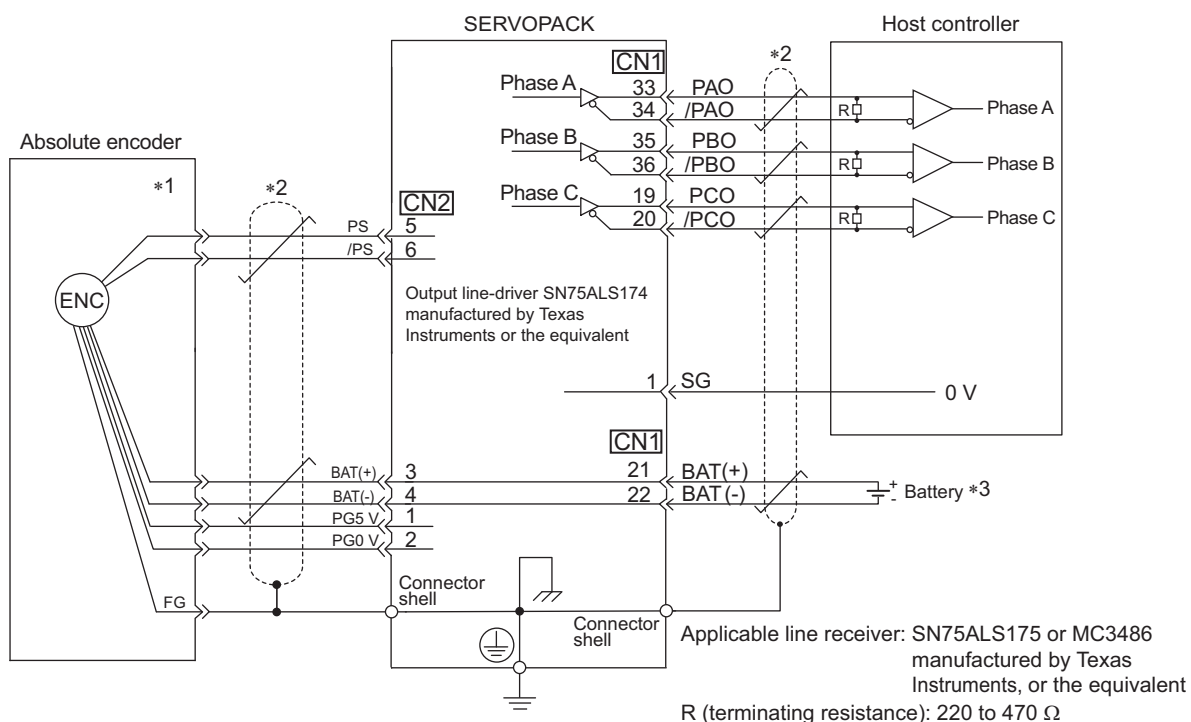 SERVOPACK
Host controller
CN1
*2
Phase A
33
PAO
34
/PAO
R
Phase A
Phase B
35
PBO
36
/PBO
R
Phase B
Phase C
19
PCO
20
/PCO
R
Phase C
Absolute encoder
*1
*2
CN2
PS
5
/PS
6
ENC
Output line-driver SN75ALS174
manufactured by Texas
Instruments or the equivalent
1
SG
0 V
CN1
BAT(+)
3
21
BAT(+)
BAT(-)
4
22
BAT (-)
+
-
Battery *3
PG5 V
1
PG0 V
2
FG
Connector
shell
Connector
shell
Applicable line receiver: SN75ALS175 or MC3486
manufactured by Texas
Instruments, or the equivalent
R (terminating resistance): 220 to 470 Ω